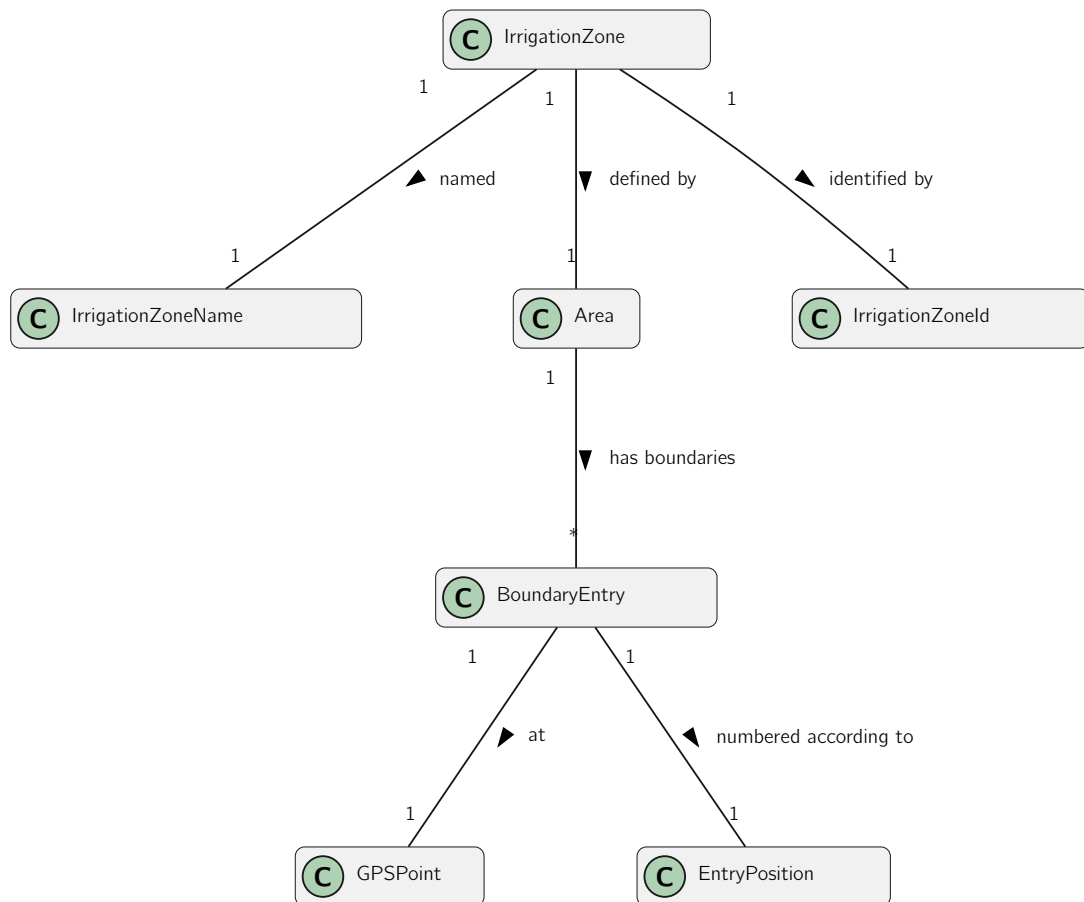 C IrrigationZone
1 1 1
named defined by identified by
1 1 1
C IrrigationZoneName C Area C IrrigationZoneId
1
has boundaries
*
C BoundaryEntry
1 1
at numbered according to
1 1
C GPSPoint C EntryPosition